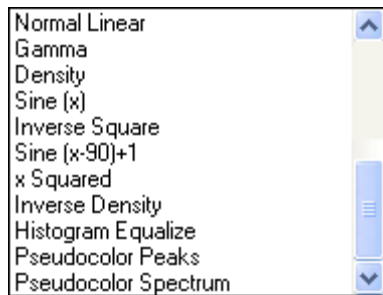 Normal Linear
Gamma
Density
Sine (x)
Inverse Square
Sine (x-90)+1
x Squared
Inverse Density
Histogram Equalize
Pseudocolor Peaks
Pseudocolor Spectrum